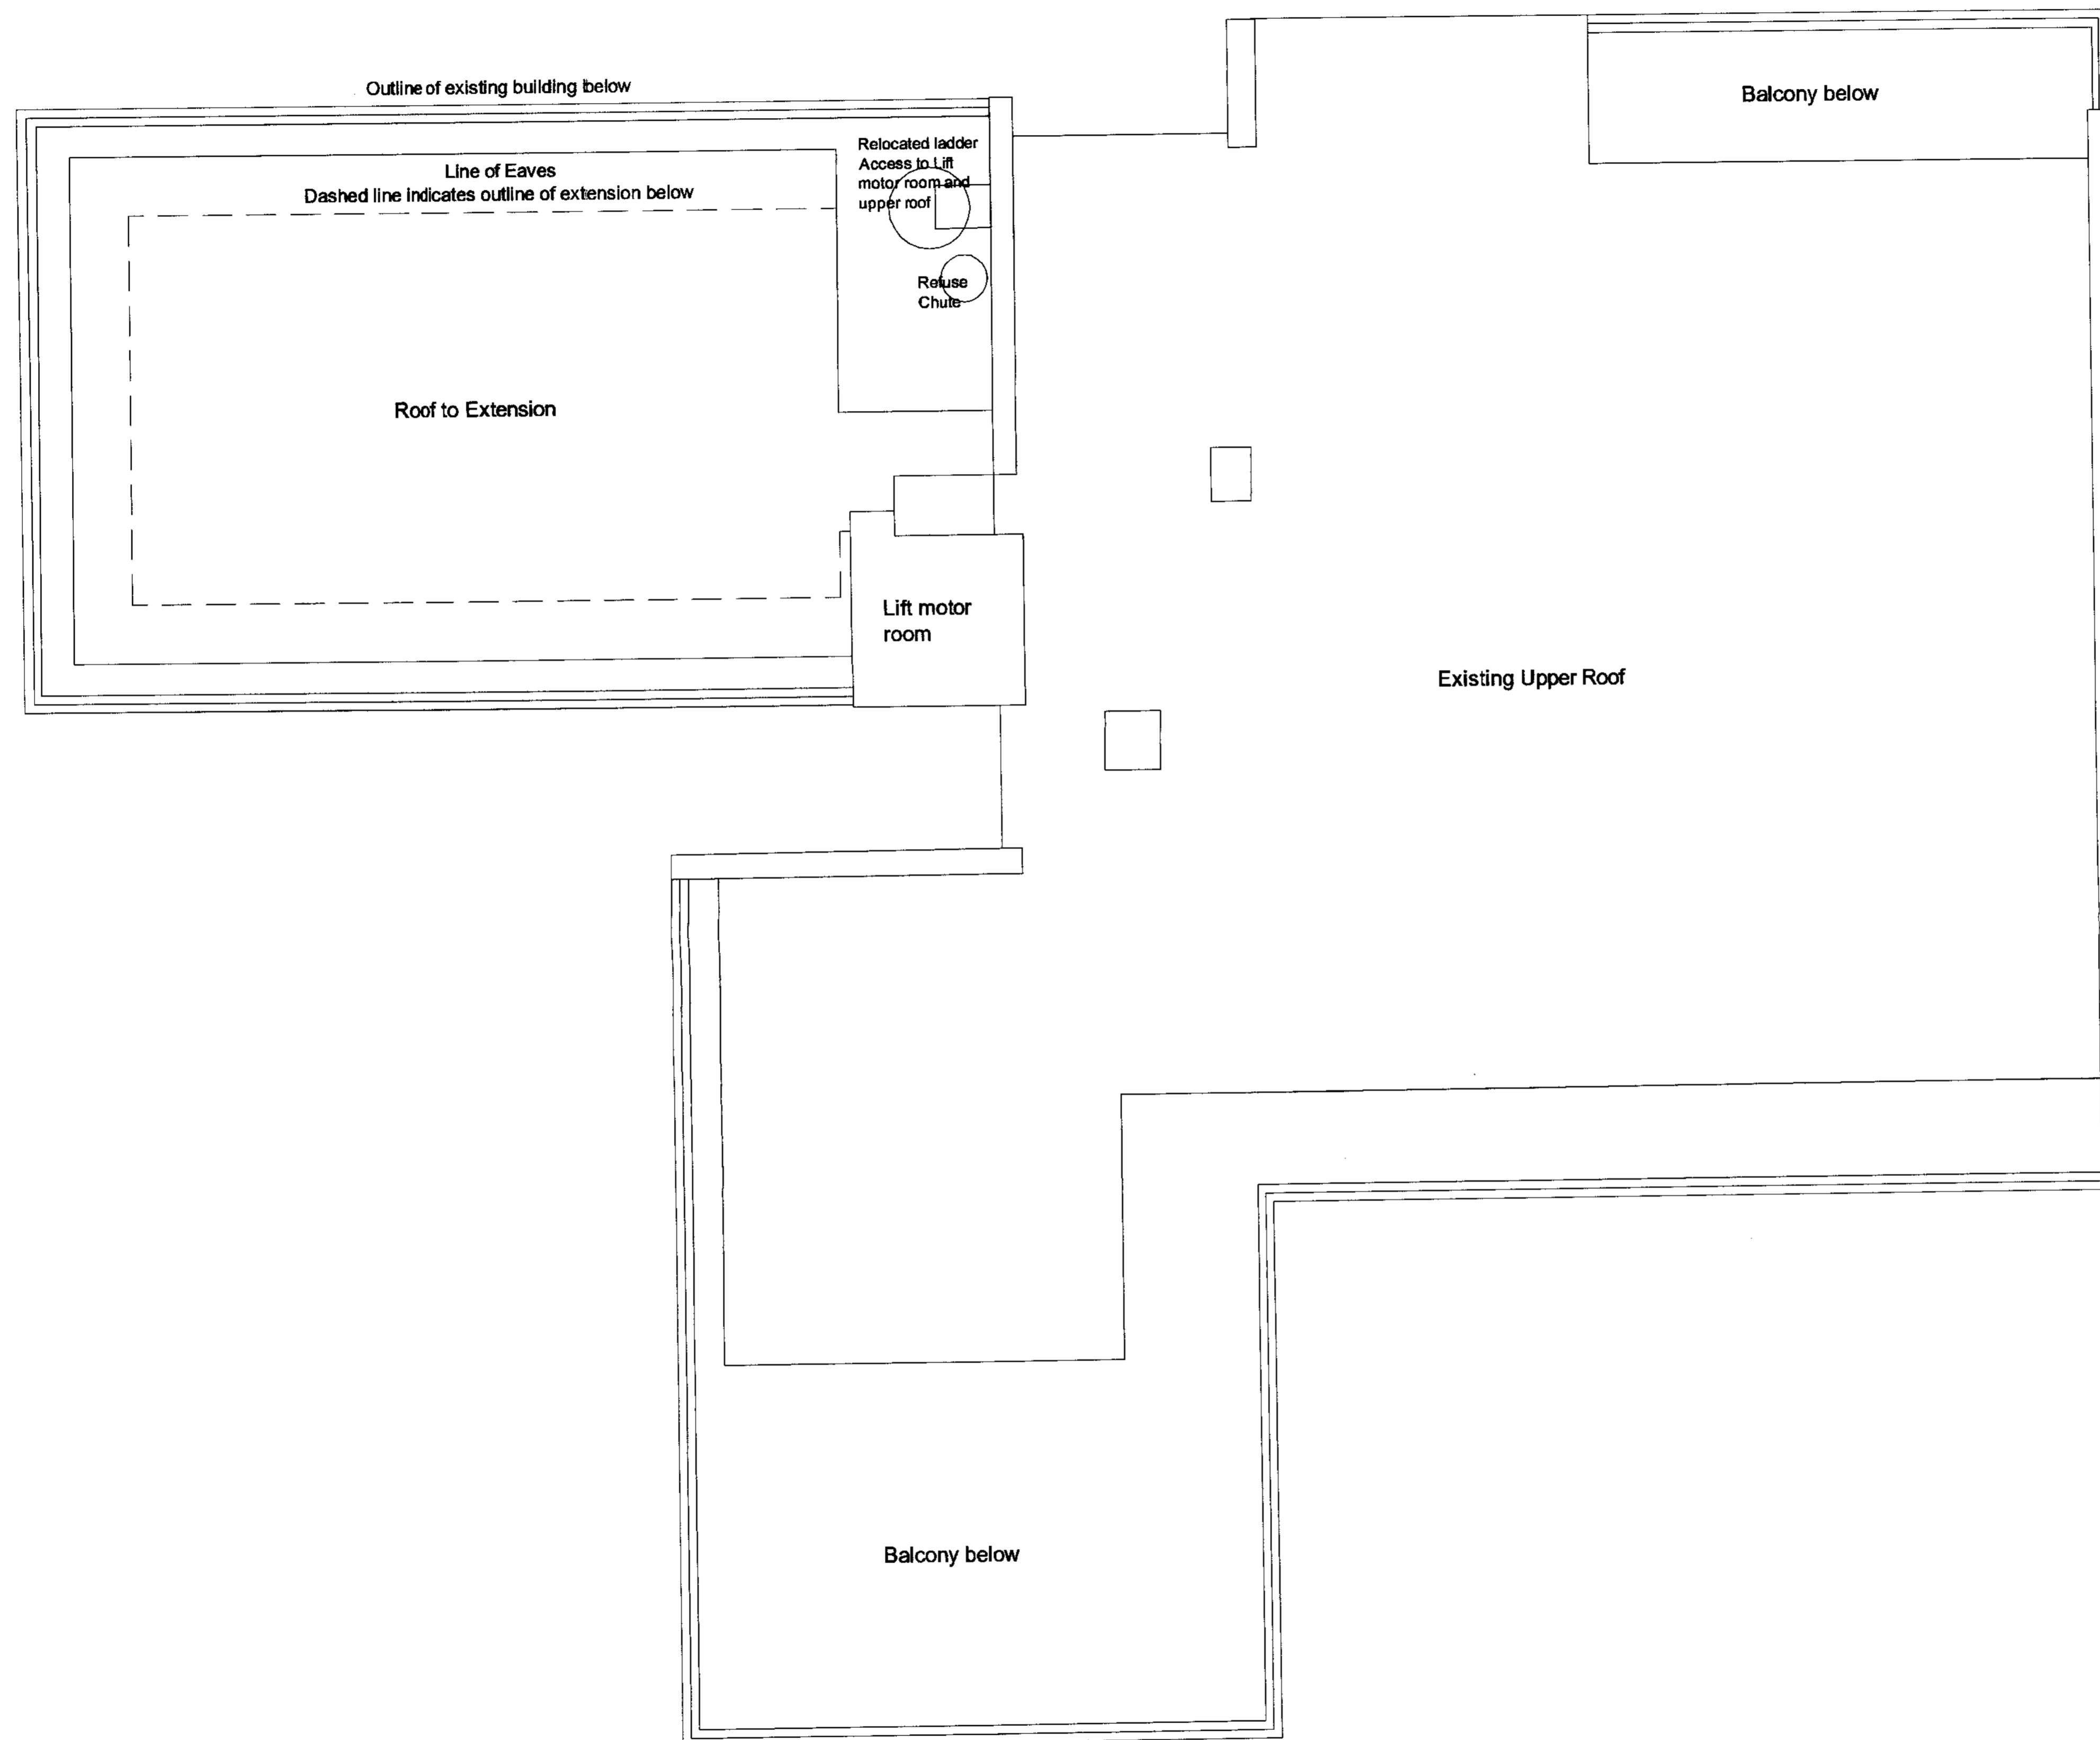 Outline of existing building below
Balcony below
Relocated ladder
Access to Lift
motor room and
upper roof
Line of Eaves
Dashed line indicates outline of extension below
Refuse
Chute
Roof to Extension
Lift motor
room
Existing Upper Roof
Balcony below